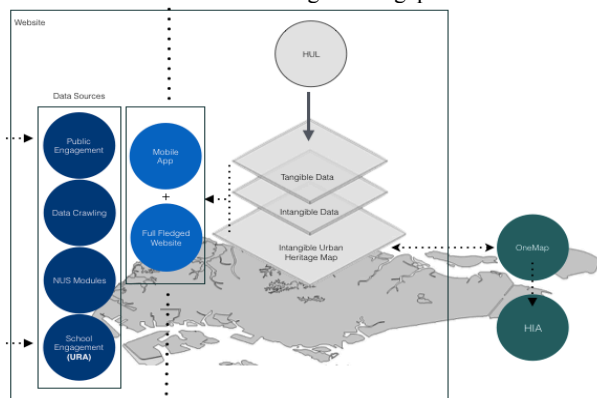 Website
HUL
Data Sources
Public
Engagement
Mobile
App
Tangible Data
+
Data Crawling
Intangible Data
Full Fledged
Website
Intangible Urban
Heritage Map
OneMap
NUS Modules
School
Engagement
(URA)
HIA